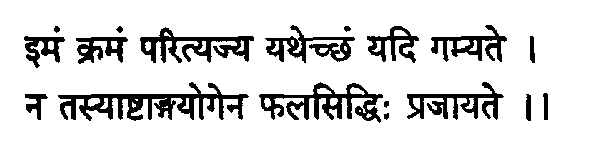 इमं क्रमं परित्यज्य यथेच्छं यदि गम्यते ।
न तस्याष्टाङ्गयोगेन फलसिद्धिः प्रजायते ।।